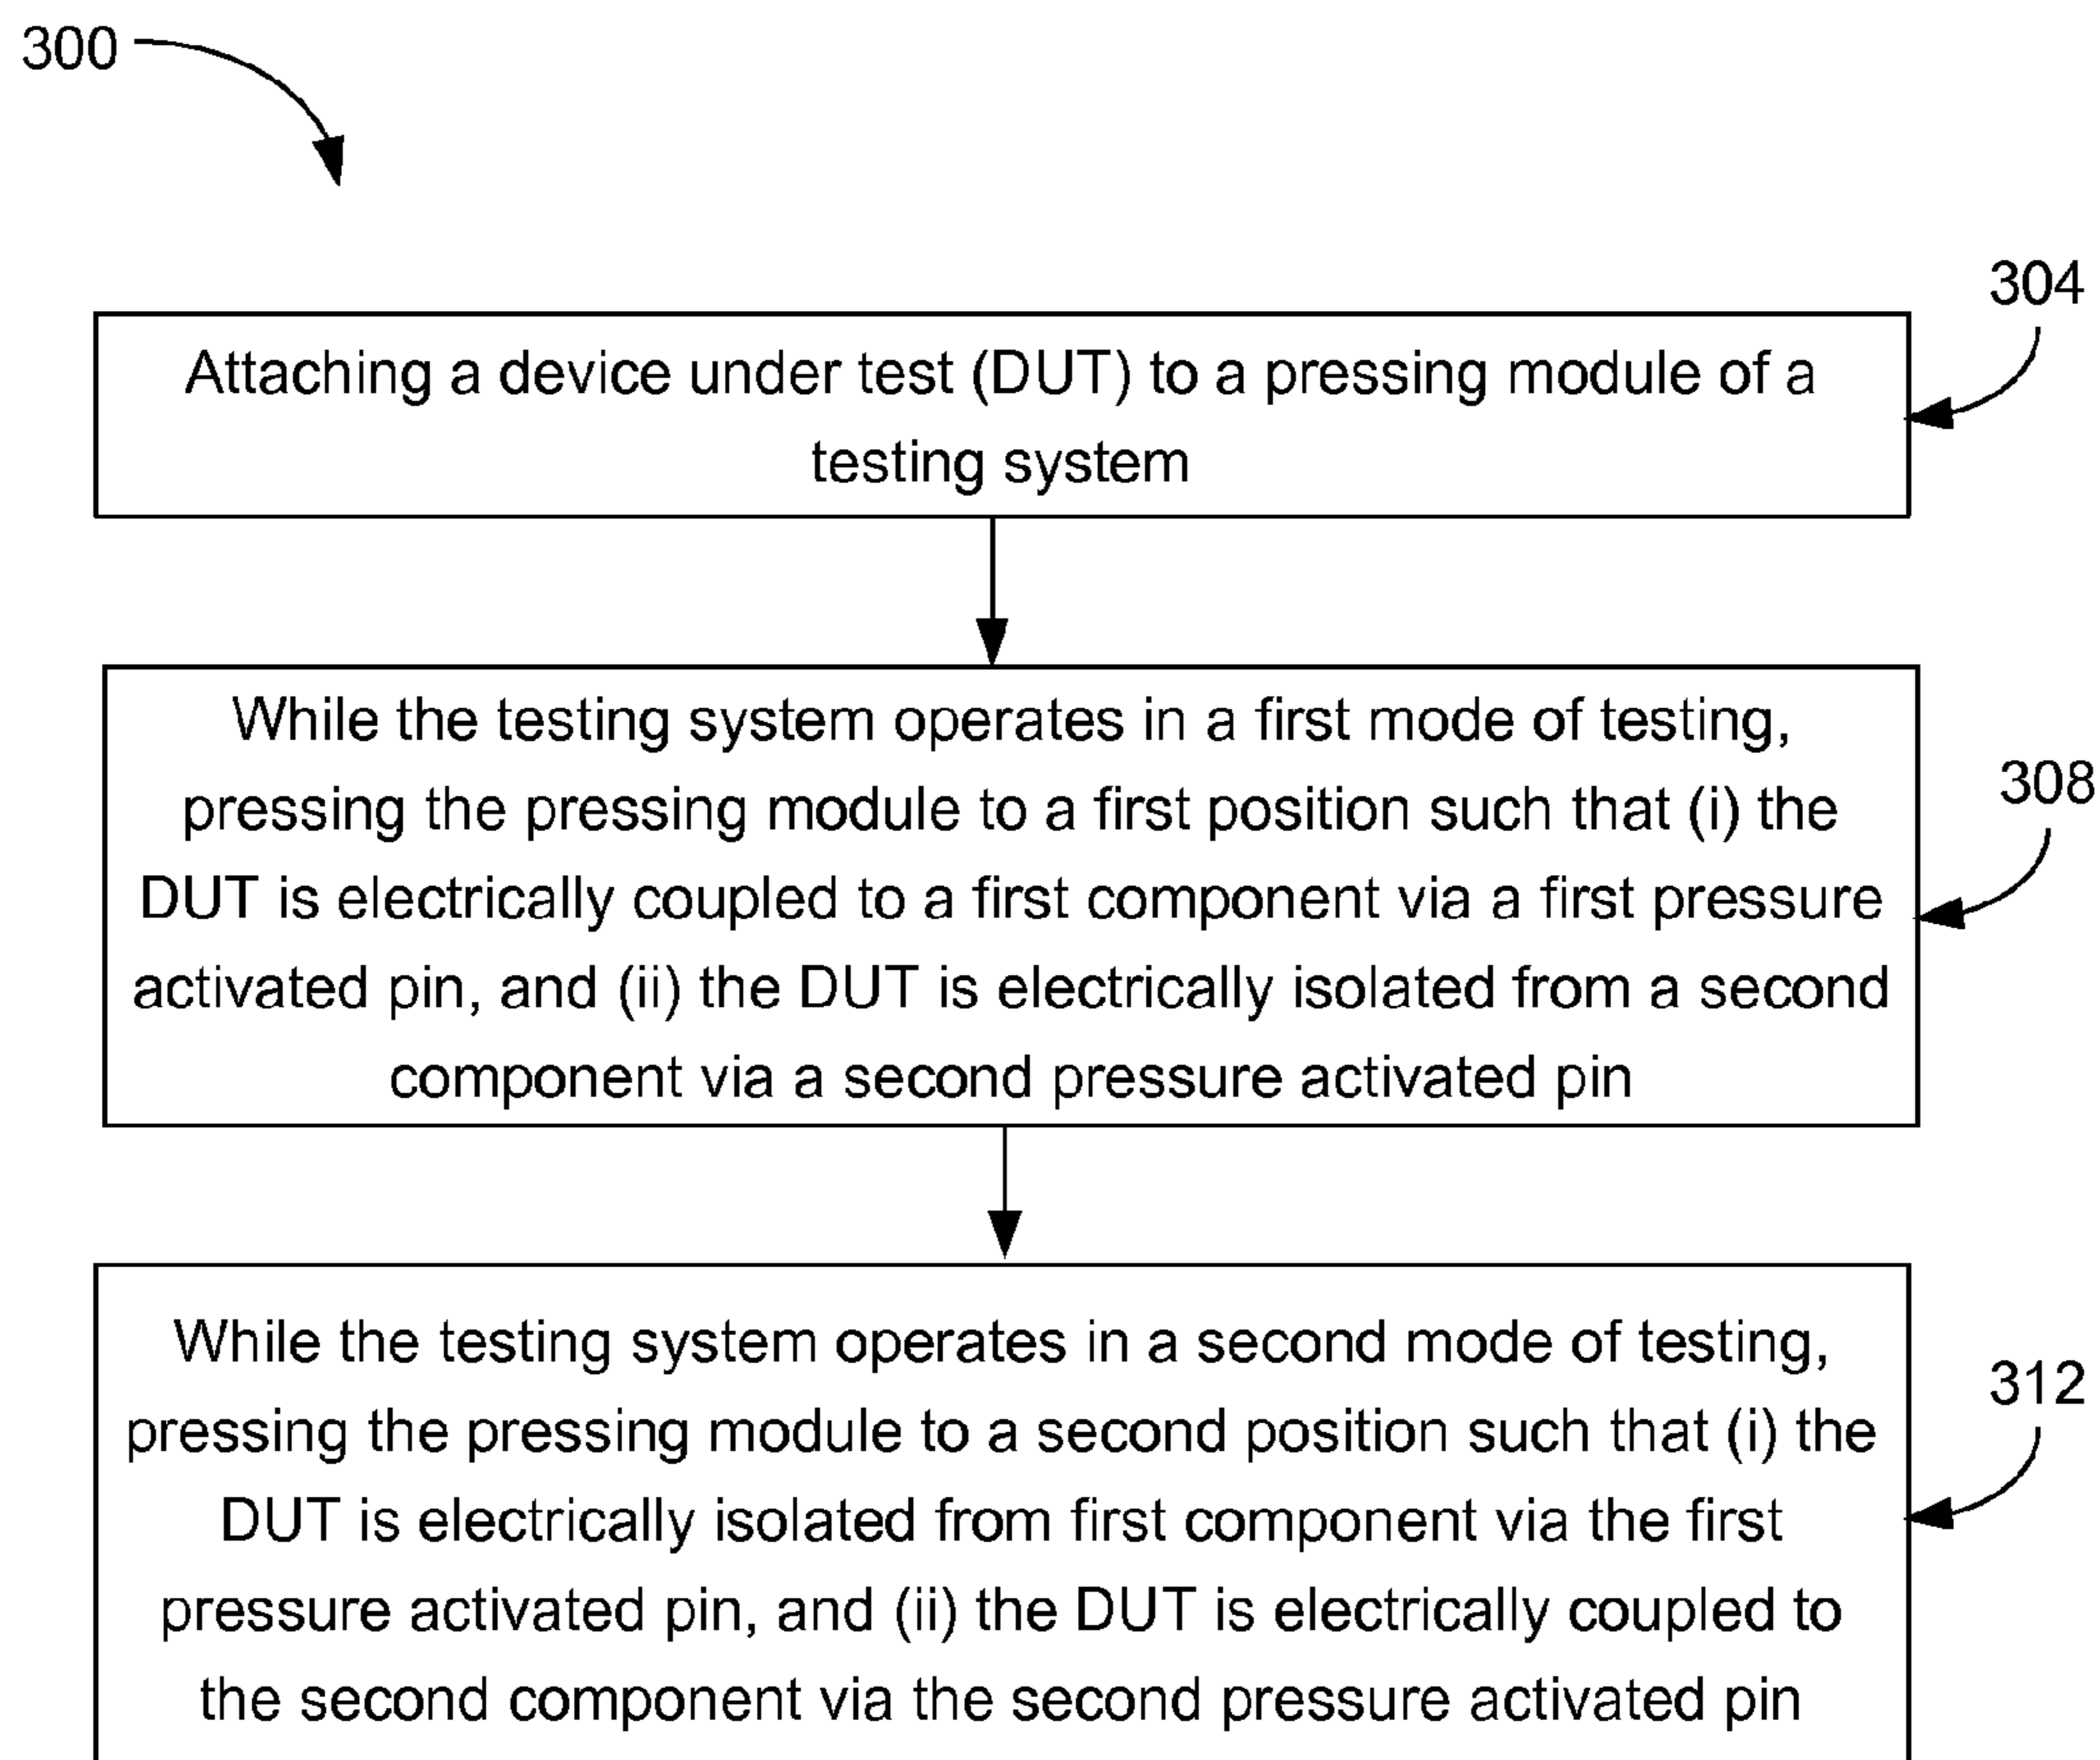 300
304
Attaching a device under test (DUT) to a pressing module of a
testing system
While the testing system operates in a first mode of testing,
pressing the pressing module to a first position such that (i) the
308
DUT is electrically coupled to a first component via a first pressure
activated pin, and (ii) the DUT is electrically isolated from a second
component via a second pressure activated pin
While the testing system operates in a second mode of testing,
312
pressing the pressing module to a second position such that (i) the
DUT is electrically isolated from first component via the first
pressure activated pin, and (ii) the DUT is electrically coupled to
the second component via the second pressure activated pin